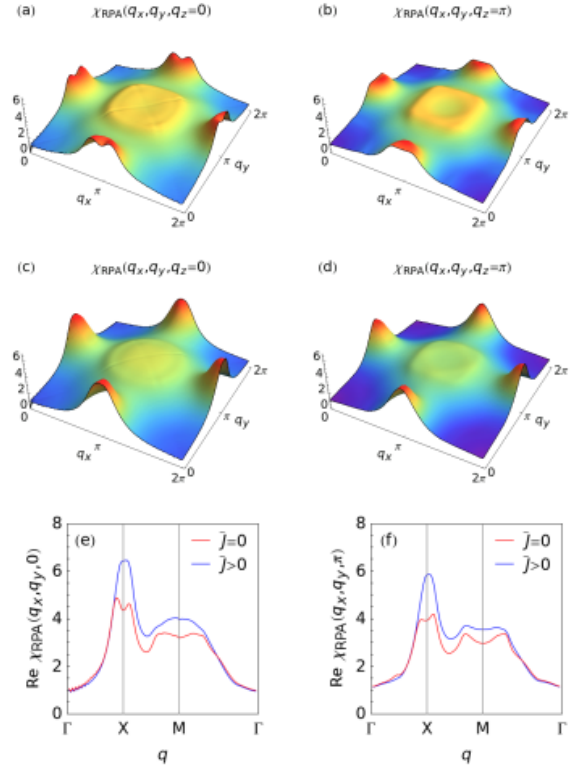 (a) χRPA(qx,qy,qz=0)
(b) χRPA(qx,qy,qz=π)
6
4
2
0
0
qx
π
2π
0
π
qy
2π
6
4
2
0
0
qx
π
2π
0
π
qy
2π
(c) χRPA(qx,qy,qz=0)
(d) χRPA(qx,qy,qz=π)
6
4
2
0
0
qx
π
2π
0
π
qy
2π
6
4
2
0
0
qx
π
2π
0
π
qy
2π
Re χRPA(qx,qy,0)
8
6
4
2
0
(e)
J̄=0
J̄>0
Γ X M Γ
q
Re χRPA(qx,qy,π)
8
6
4
2
0
(f)
J̄=0
J̄>0
Γ X M Γ
q